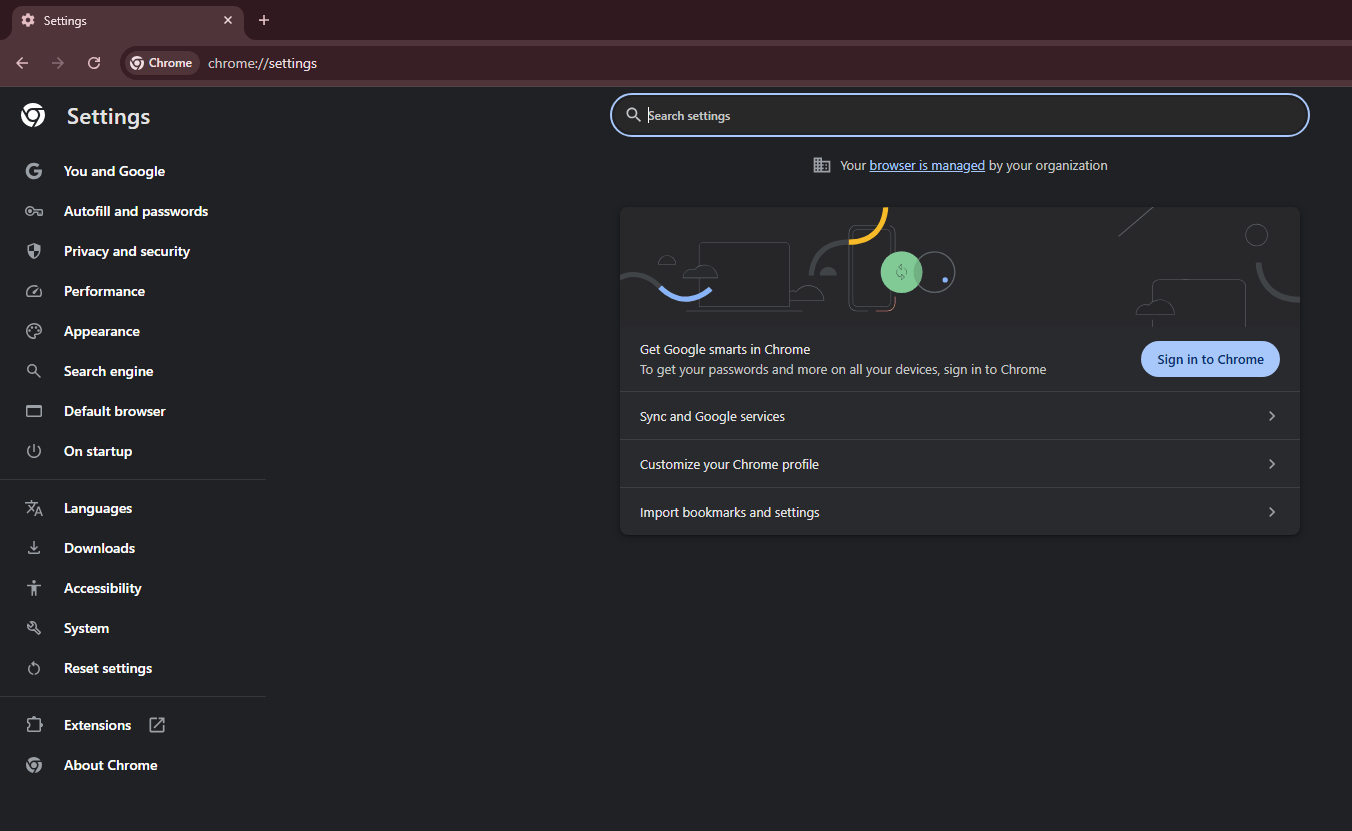 Settings
Chrome
chrome://settings
Settings
Search settings
Your browser is managed by your organization
You and Google
Autofill and passwords
Privacy and security
Performance
Appearance
Search engine
Default browser
On startup
Languages
Downloads
Accessibility
System
Reset settings
Extensions
About Chrome
Get Google smarts in Chrome
To get your passwords and more on all your devices, sign in to Chrome
Sign in to Chrome
Sync and Google services
Customize your Chrome profile
Import bookmarks and settings